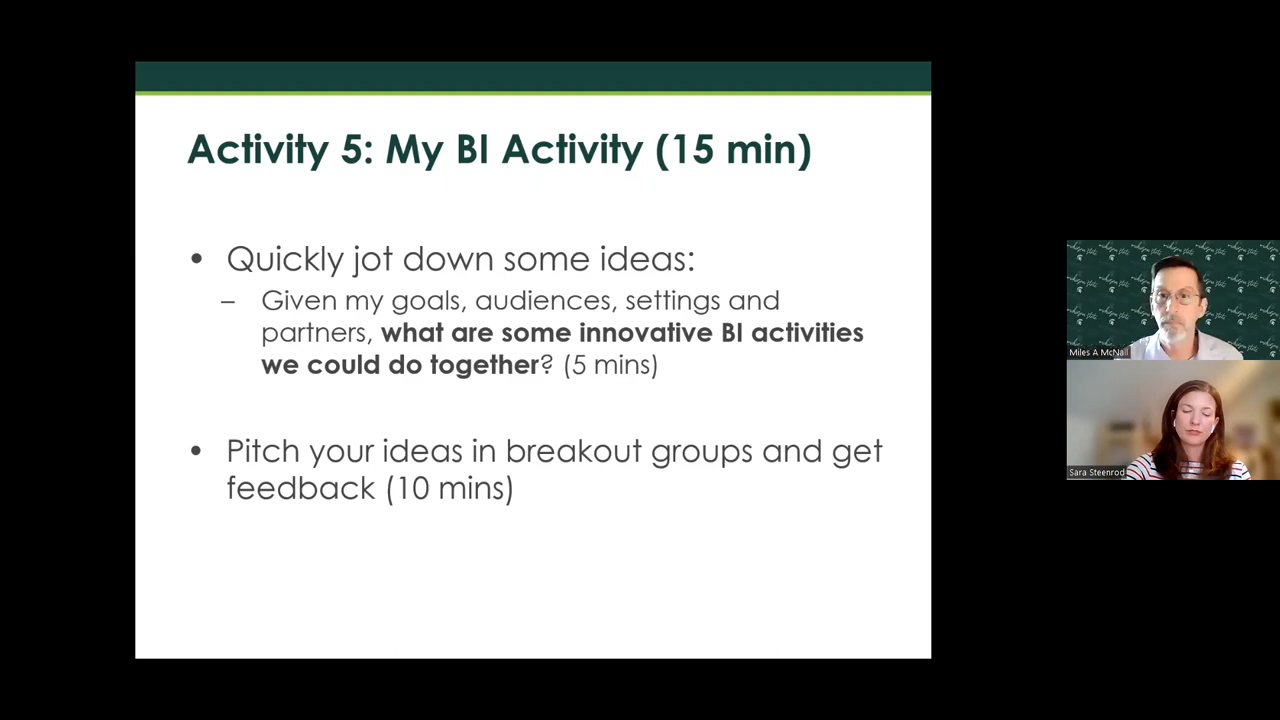 Activity 5: My BI Activity (15 min)
• Quickly jot down some ideas:
– Given my goals, audiences, settings and
partners, what are some innovative BI activities
we could do together? (5 mins)
• Pitch your ideas in breakout groups and get
feedback (10 mins)
Miles A McNall
Sara Steenrod